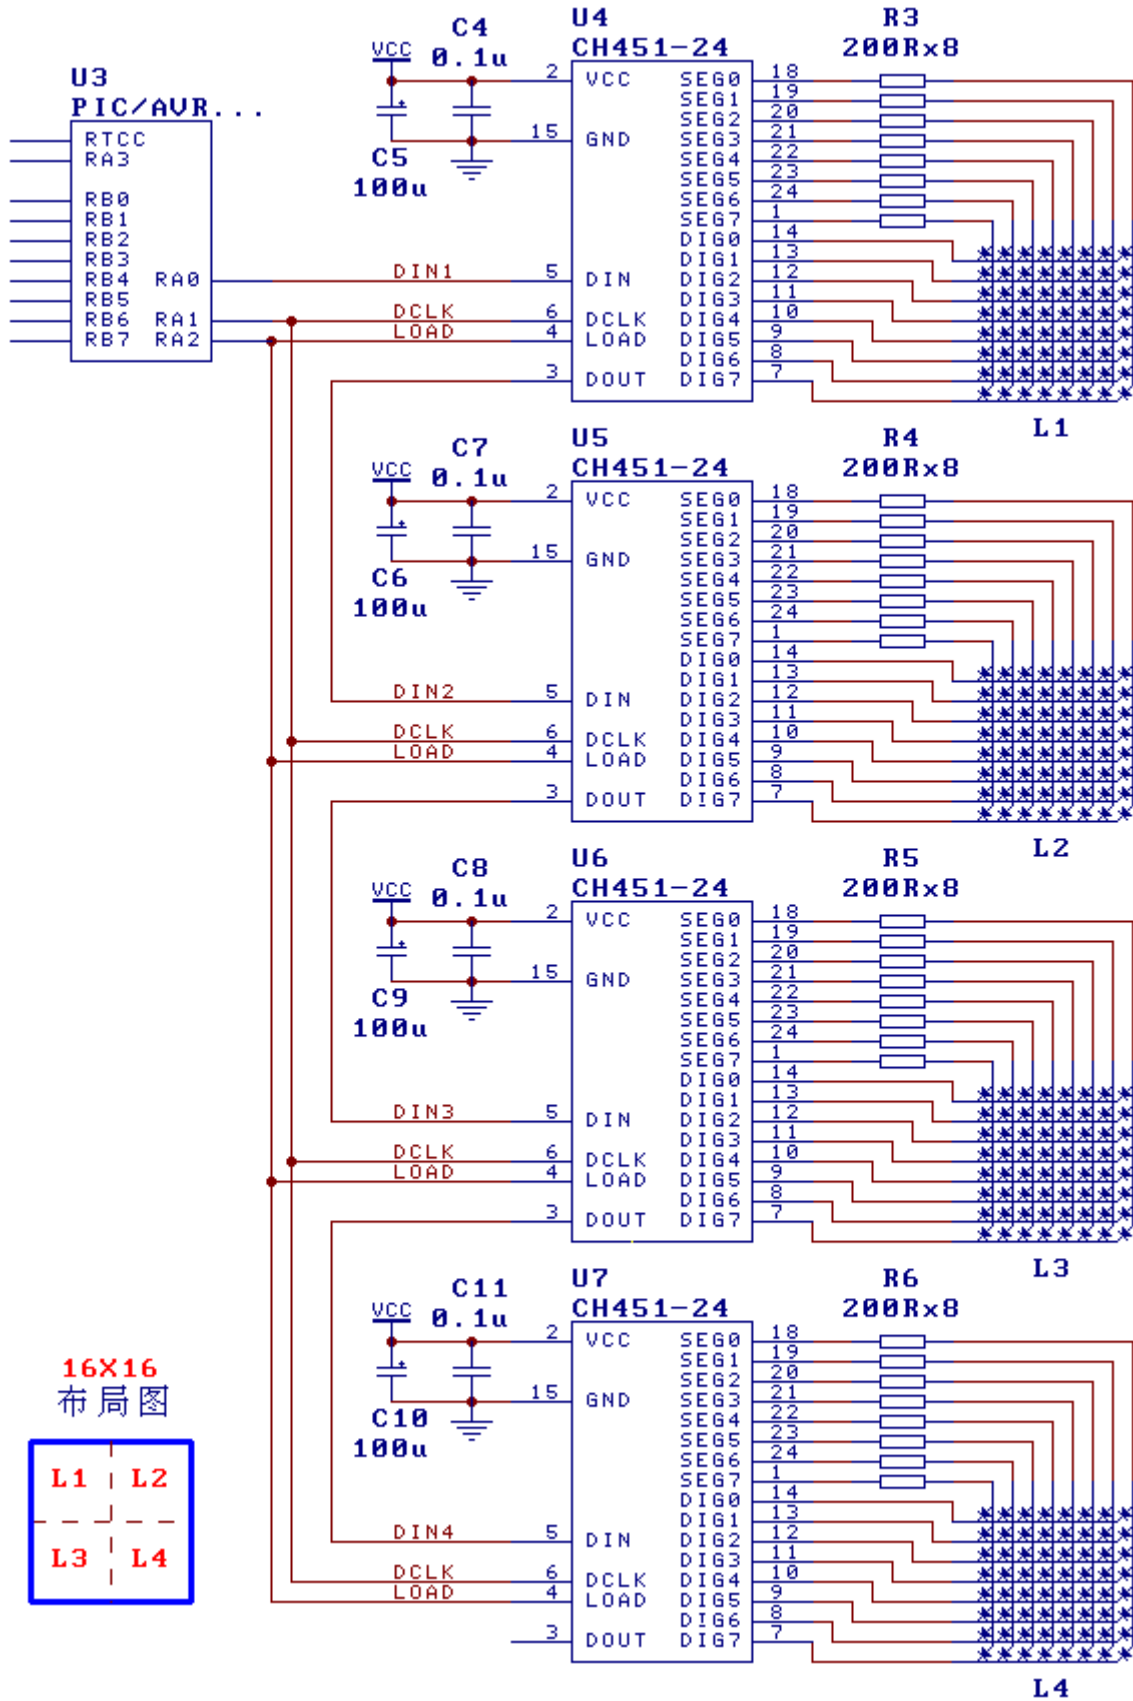 U3
PIC/AVR...
RTCC
RA3
RB0
RB1
RB2
RB3
RB4 RA0
RB5
RB6 RA1
RB7 RA2
VCC
C4
0.1u
C5
100u
DIN1
DCLK
LOAD
U4
CH451-24
2 VCC SEG0 18
SEG1 19
SEG2 20
15 GND SEG3 21
SEG4 22
SEG5 23
SEG6 24
SEG7 1
DIG0 14
DIG1 13
5 DIN DIG2 12
DIG3 11
6 DCLK DIG4 10
4 LOAD DIG5 9
DIG6 8
3 DOUT DIG7 7
R3
200Rx8
L1
VCC
C7
0.1u
C6
100u
DIN2
DCLK
LOAD
U5
CH451-24
2 VCC SEG0 18
SEG1 19
SEG2 20
15 GND SEG3 21
SEG4 22
SEG5 23
SEG6 24
SEG7 1
DIG0 14
DIG1 13
5 DIN DIG2 12
DIG3 11
6 DCLK DIG4 10
4 LOAD DIG5 9
DIG6 8
3 DOUT DIG7 7
R4
200Rx8
L2
VCC
C8
0.1u
C9
100u
DIN3
DCLK
LOAD
U6
CH451-24
2 VCC SEG0 18
SEG1 19
SEG2 20
15 GND SEG3 21
SEG4 22
SEG5 23
SEG6 24
SEG7 1
DIG0 14
DIG1 13
5 DIN DIG2 12
DIG3 11
6 DCLK DIG4 10
4 LOAD DIG5 9
DIG6 8
3 DOUT DIG7 7
R5
200Rx8
L3
VCC
C11
0.1u
C10
100u
DIN4
DCLK
LOAD
U7
CH451-24
2 VCC SEG0 18
SEG1 19
SEG2 20
15 GND SEG3 21
SEG4 22
SEG5 23
SEG6 24
SEG7 1
DIG0 14
DIG1 13
5 DIN DIG2 12
DIG3 11
6 DCLK DIG4 10
4 LOAD DIG5 9
DIG6 8
3 DOUT DIG7 7
R6
200Rx8
L4
16X16
布局图
L1 L2
L3 L4